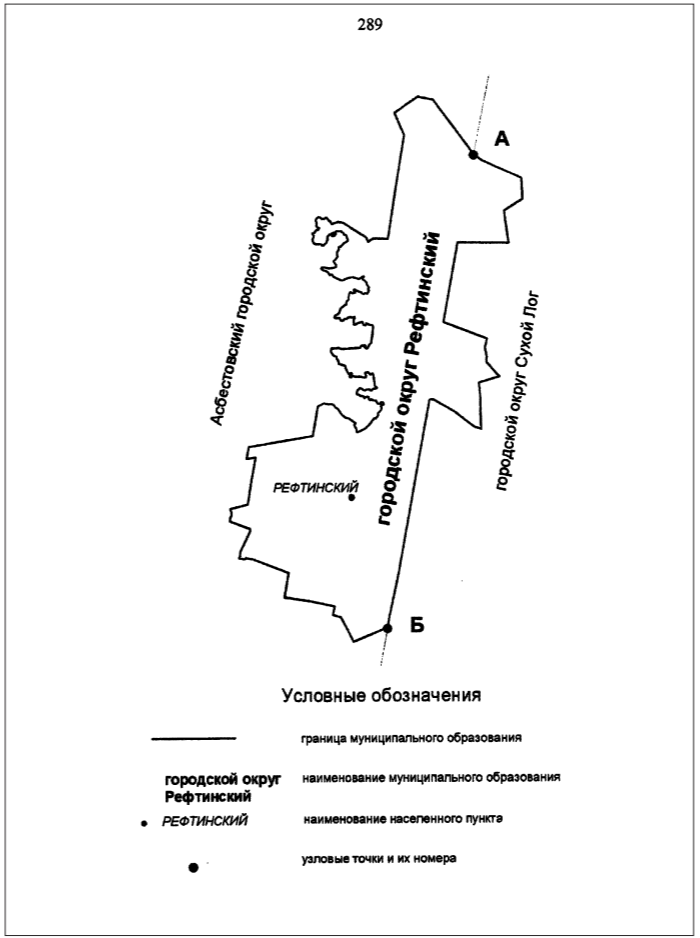 289
А
Асбестовский городской округ
городской округ Рефтинский
городской округ Сухой Лог
РЕФТИНСКИЙ
Б
Условные обозначения
граница муниципального образования
городской округ
Рефтинский
наименование муниципального образования
РЕФТИНСКИЙ
наименование населенного пункта
узловые точки и их номера